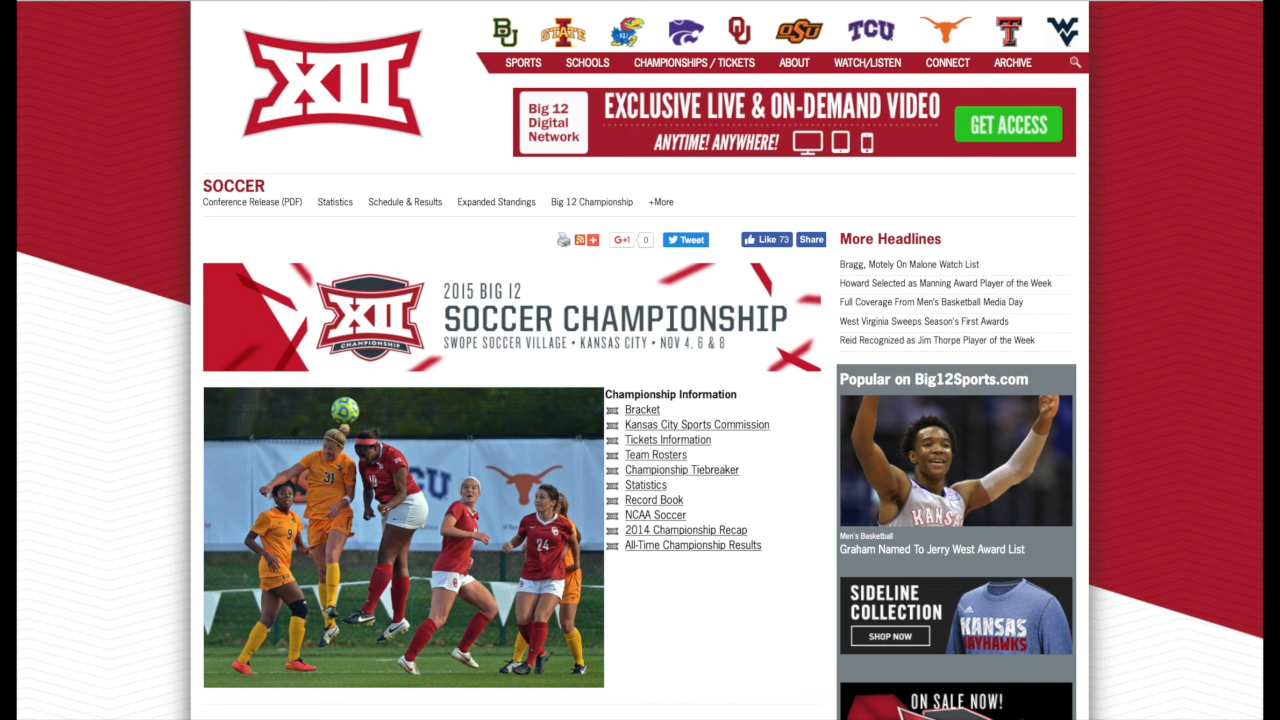 XII
BU
STATE
KU
OU
OSU
TCU
T
WV
SPORTS SCHOOLS CHAMPIONSHIPS / TICKETS ABOUT WATCH/LISTEN CONNECT ARCHIVE
Big 12
Digital
Network
EXCLUSIVE LIVE & ON-DEMAND VIDEO
ANYTIME! ANYWHERE!
GET ACCESS
SOCCER
Conference Release (PDF) Statistics Schedule & Results Expanded Standings Big 12 Championship +More
G+1 0 Tweet Like 73 Share
XII
CHAMPIONSHIP
2015 BIG 12
SOCCER CHAMPIONSHIP
SWOPE SOCCER VILLAGE • KANSAS CITY • NOV 4, 6 & 8
TCU
31
9
10
24
Championship Information
Bracket
Kansas City Sports Commission
Tickets Information
Team Rosters
Championship Tiebreaker
Statistics
Record Book
NCAA Soccer
2014 Championship Recap
All-Time Championship Results
More Headlines
Bragg, Motely On Malone Watch List
Howard Selected as Manning Award Player of the Week
Full Coverage From Men's Basketball Media Day
West Virginia Sweeps Season's First Awards
Reid Recognized as Jim Thorpe Player of the Week
Popular on Big12Sports.com
KANSA
Men's Basketball
Graham Named To Jerry West Award List
SIDELINE
COLLECTION
SHOP NOW
KANSAS
JAYHAWKS
ON SALE NOW!